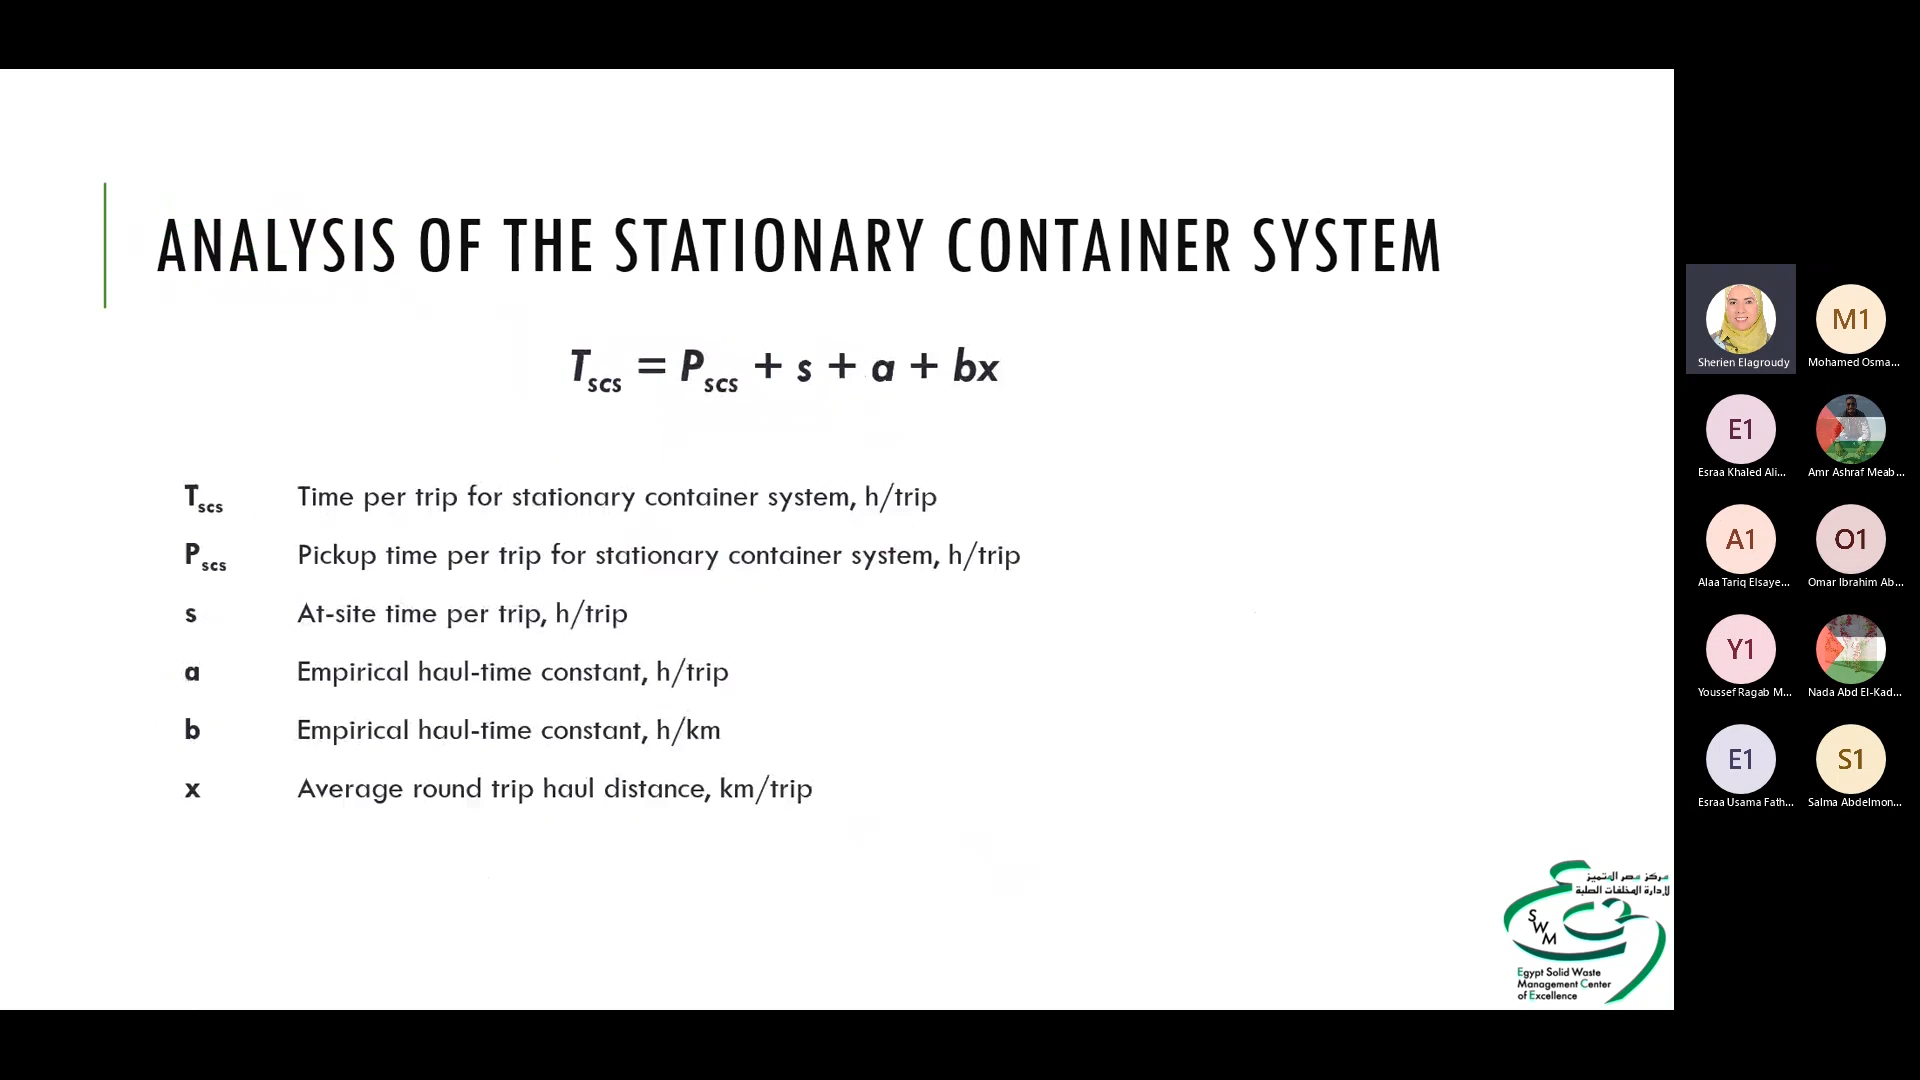 ANALYSIS OF THE STATIONARY CONTAINER SYSTEM
Tscs = Pscs + s + a + bx
Tscs Time per trip for stationary container system, h/trip
Pscs Pickup time per trip for stationary container system, h/trip
s At-site time per trip, h/trip
a Empirical haul-time constant, h/trip
b Empirical haul-time constant, h/km
x Average round trip haul distance, km/trip
مركز مصر المتميز
لإدارة المخلفات الصلبة
SWM
Egypt Solid Waste
Management Center
of Excellence
Sherien Elagroudy
M1
Mohamed Osma...
E1
Esraa Khaled Ali...
Amr Ashraf Meab...
A1
Alaa Tariq Elsaye...
O1
Omar Ibrahim Ab...
Y1
Youssef Ragab M...
Nada Abd El-Kad...
E1
Esraa Usama Fath...
S1
Salma Abdelmon...